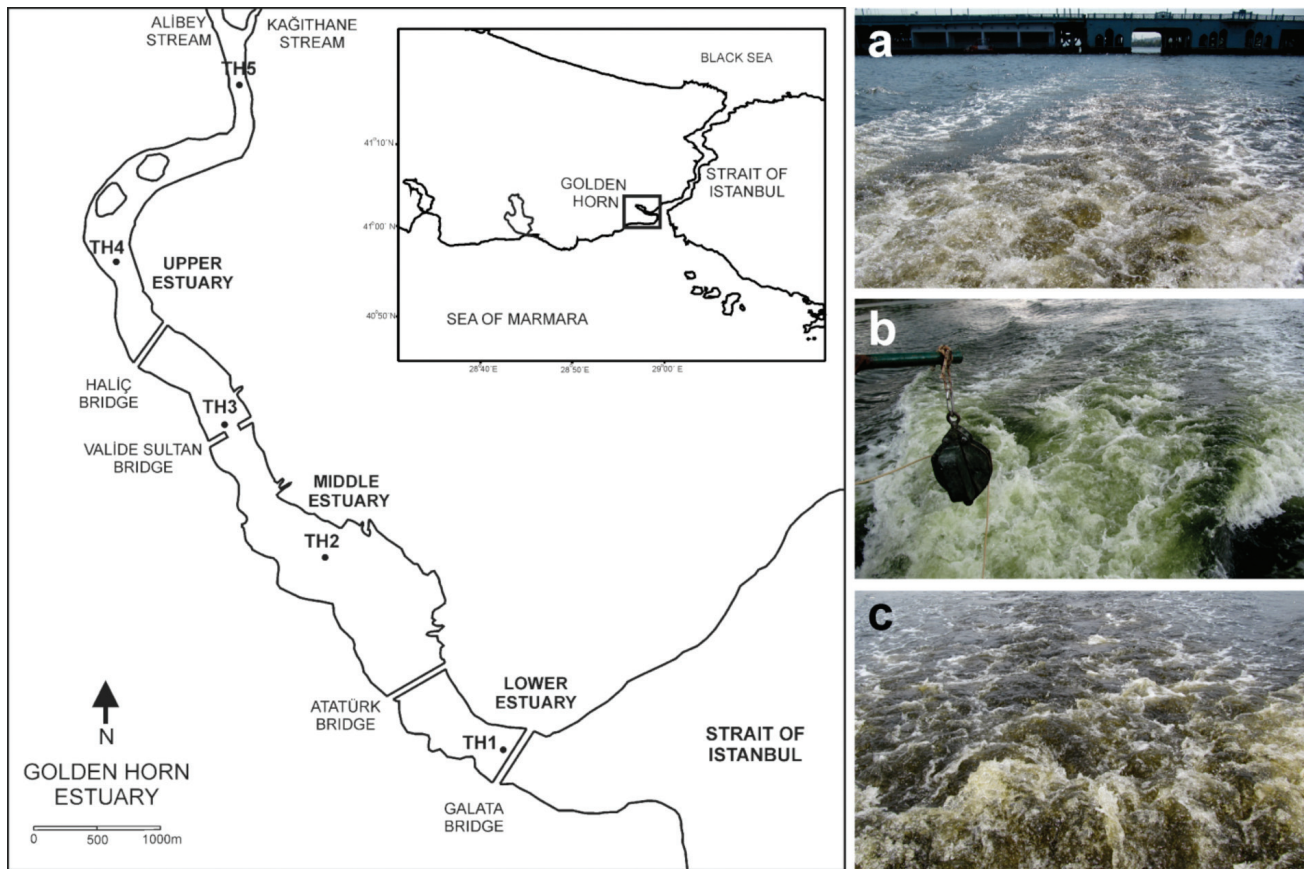 ALİBEY
STREAM
KAĞITHANE
STREAM
TH5
TH4
UPPER
ESTUARY
HALİÇ
BRIDGE
TH3
VALİDE SULTAN
BRIDGE
MIDDLE
ESTUARY
TH2
ATATÜRK
BRIDGE
LOWER
ESTUARY
TH1
GALATA
BRIDGE
STRAIT OF
ISTANBUL
N
GOLDEN HORN
ESTUARY
0 500 1000m
BLACK SEA
41°10'N
STRAIT OF
ISTANBUL
GOLDEN
HORN
41°00' N
40°50' N
SEA OF MARMARA
28°40' E 28°50' E 29°00' E
a
b
c